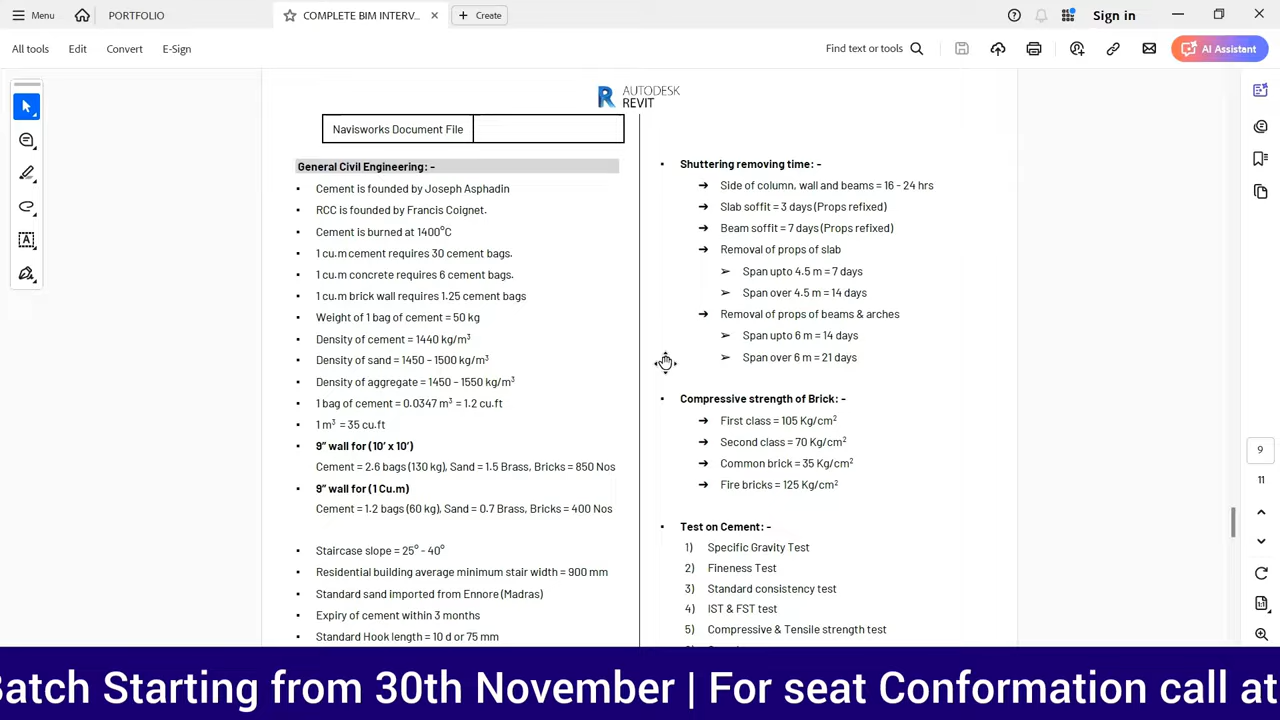 Menu
PORTFOLIO
COMPLETE BIM INTERV...
Create
Sign in
All tools
Edit
Convert
E-Sign
Find text or tools
AI Assistant
AUTODESK
REVIT
Navisworks Document File
General Civil Engineering: -
▪ Cement is founded by Joseph Asphadin
▪ RCC is founded by Francis Coignet.
▪ Cement is burned at 1400°C
▪ 1 cu.m cement requires 30 cement bags.
▪ 1 cu.m concrete requires 6 cement bags.
▪ 1 cu.m brick wall requires 1.25 cement bags
▪ Weight of 1 bag of cement = 50 kg
▪ Density of cement = 1440 kg/m³
▪ Density of sand = 1450 – 1500 kg/m³
▪ Density of aggregate = 1450 – 1550 kg/m³
▪ 1 bag of cement = 0.0347 m³ = 1.2 cu.ft
▪ 1 m³ = 35 cu.ft
▪ 9” wall for (10’ x 10’)
Cement = 2.6 bags (130 kg), Sand = 1.5 Brass, Bricks = 850 Nos
▪ 9” wall for (1 Cu.m)
Cement = 1.2 bags (60 kg), Sand = 0.7 Brass, Bricks = 400 Nos
▪ Staircase slope = 25° - 40°
▪ Residential building average minimum stair width = 900 mm
▪ Standard sand imported from Ennore (Madras)
▪ Expiry of cement within 3 months
▪ Standard Hook length = 10 d or 75 mm
▪ Shuttering removing time: -
➔ Side of column, wall and beams = 16 - 24 hrs
➔ Slab soffit = 3 days (Props refixed)
➔ Beam soffit = 7 days (Props refixed)
➔ Removal of props of slab
➢ Span upto 4.5 m = 7 days
➢ Span over 4.5 m = 14 days
➔ Removal of props of beams & arches
➢ Span upto 6 m = 14 days
➢ Span over 6 m = 21 days
▪ Compressive strength of Brick: -
➔ First class = 105 Kg/cm²
➔ Second class = 70 Kg/cm²
➔ Common brick = 35 Kg/cm²
➔ Fire bricks = 125 Kg/cm²
▪ Test on Cement: -
1) Specific Gravity Test
2) Fineness Test
3) Standard consistency test
4) IST & FST test
5) Compressive & Tensile strength test
9
11
Batch Starting from 30th November | For seat Conformation call at